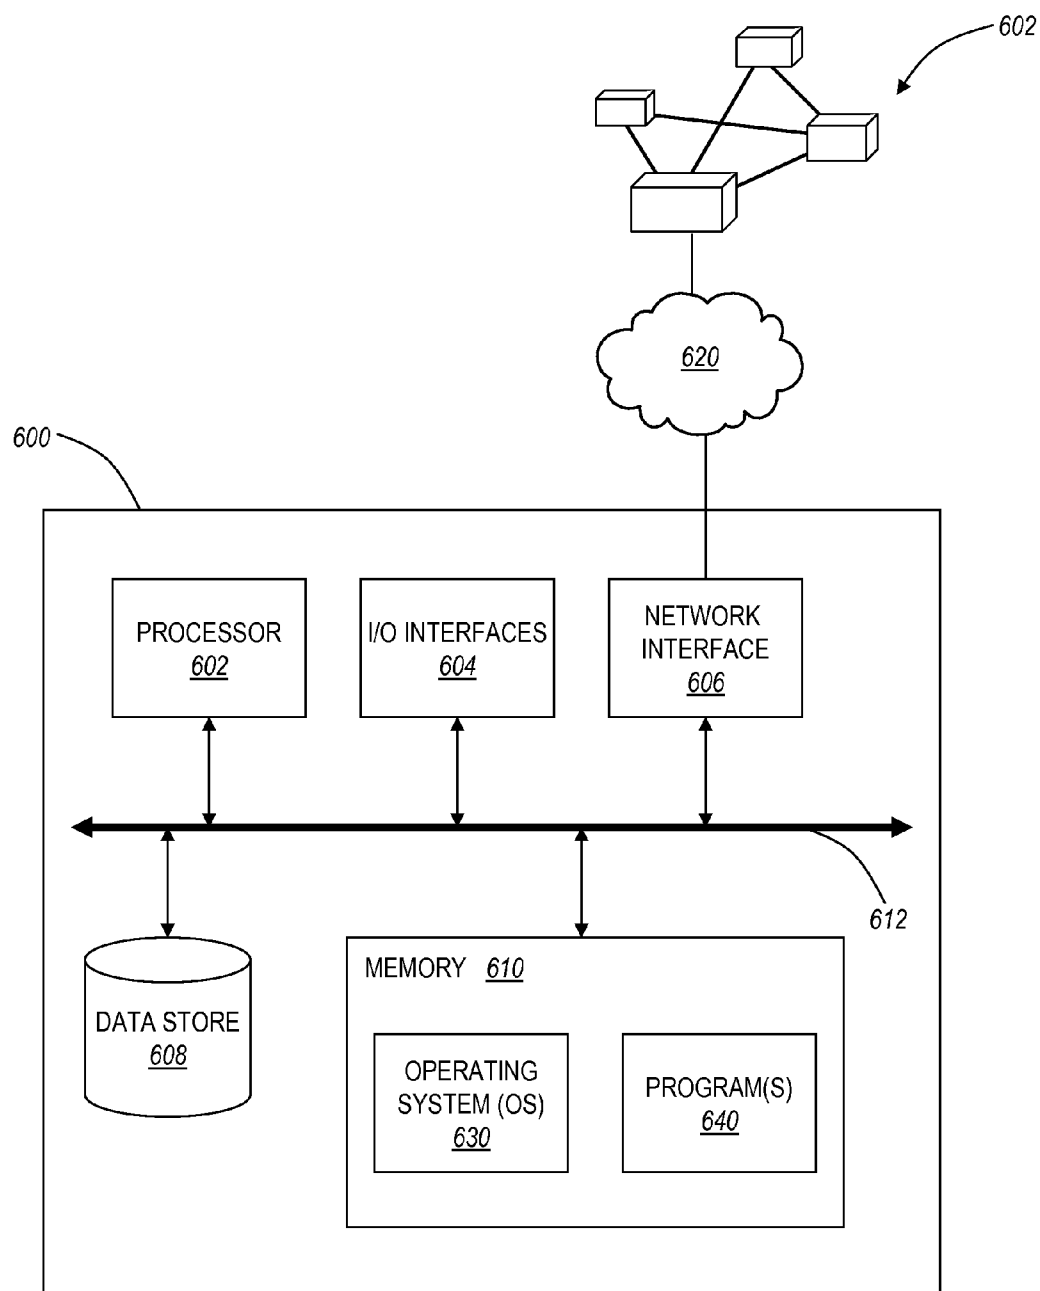 602
620
600
PROCESSOR
602
I/O INTERFACES
604
NETWORK
INTERFACE
606
612
DATA STORE
608
MEMORY 610
OPERATING
SYSTEM (OS)
630
PROGRAM(S)
640